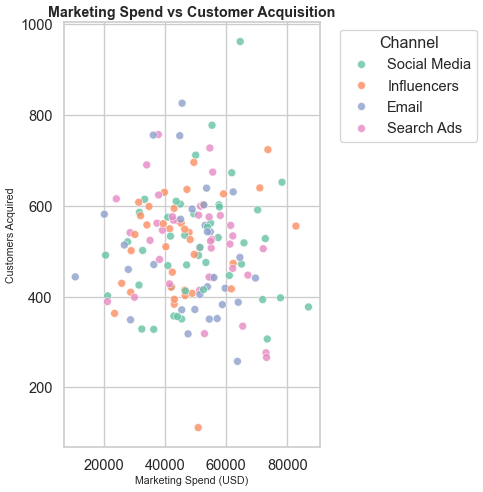 Marketing Spend vs Customer Acquisition
Channel
Social Media
Influencers
Email
Search Ads
Customers Acquired
1000
800
600
400
200
20000 40000 60000 80000
Marketing Spend (USD)